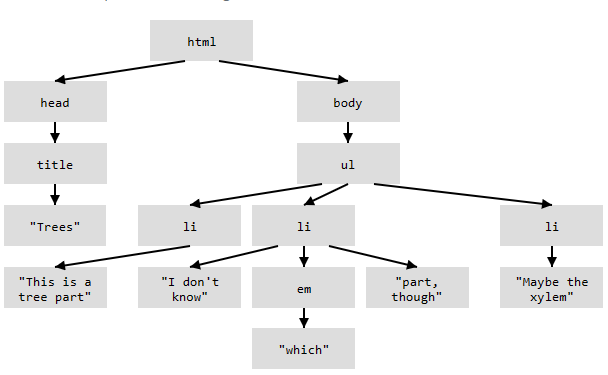 html
head
body
title
ul
"Trees"
li
li
li
"This is a
tree part"
"I don't
know"
em
"part,
though"
"Maybe the
xylem"
"which"